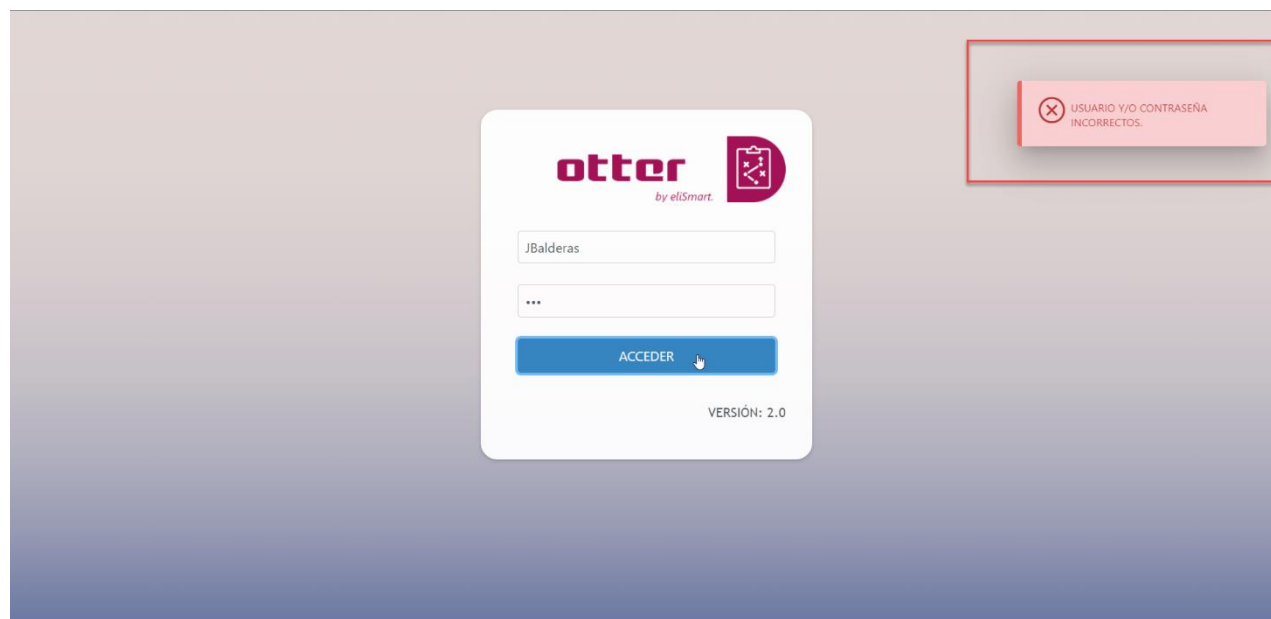 otter
by eliSmart.
JBalderas
•••
ACCEDER
VERSIÓN: 2.0
USUARIO Y/O CONTRASEÑA
INCORRECTOS.